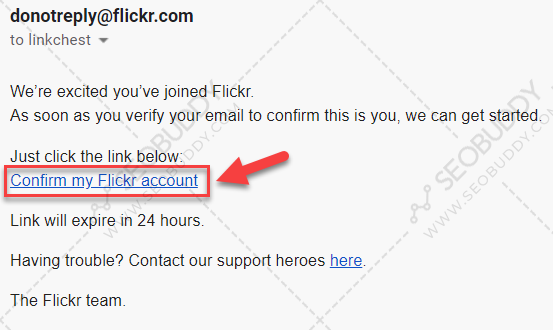 donotreply@flickr.com
to linkchest
We're excited you've joined Flickr.
As soon as you verify your email to confirm this is you, we can get started.
Just click the link below:
Confirm my Flickr account
Link will expire in 24 hours.
Having trouble? Contact our support heroes here.
The Flickr team.
SEOBUDDY
WWW.SEOBUDDY.COM
SEOBUDDY
WWW.SEOBUDDY.COM